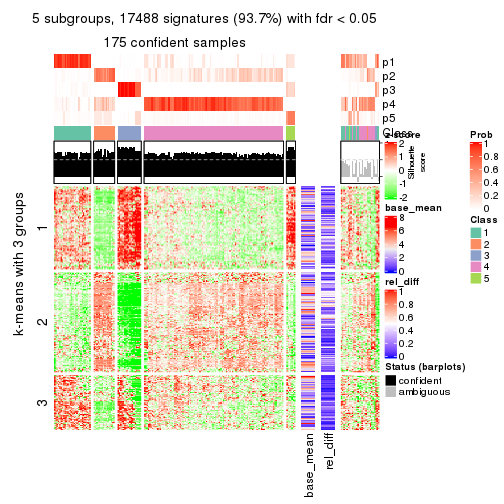 5 subgroups, 17488 signatures (93.7%) with fdr < 0.05
175 confident samples
p1
p2
p3
p4
p5
Class
z-score
2
1
0
-1
-2
Silhouette
score
Prob
1
0.8
0.6
0.4
0.2
0
base_mean
8
6
4
2
0
Class
1
2
3
4
5
rel_diff
1
0.8
0.6
0.4
0.2
0
Status (barplots)
confident
ambiguous
k-means with 3 groups
1
2
3
base_mean
rel_diff